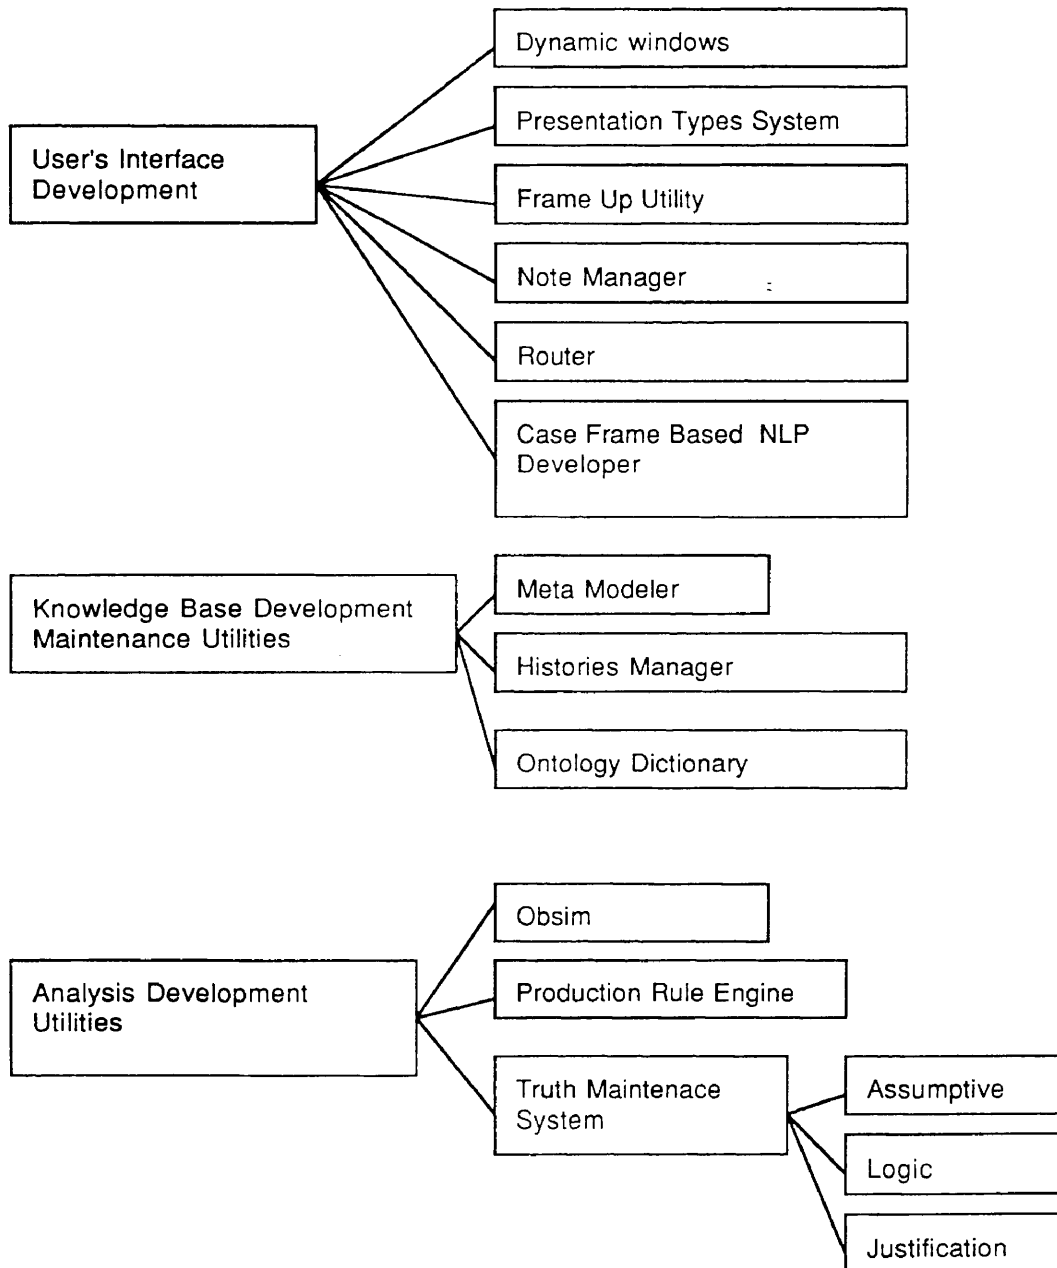 Dynamic windows
Presentation Types System
User's Interface
Development
Frame Up Utility
Note Manager
Router
Case Frame Based NLP
Developer
Knowledge Base Development
Maintenance Utilities
Meta Modeler
Histories Manager
Ontology Dictionary
Obsim
Analysis Development
Utilities
Production Rule Engine
Truth Maintenace
System
Assumptive
Logic
Justification